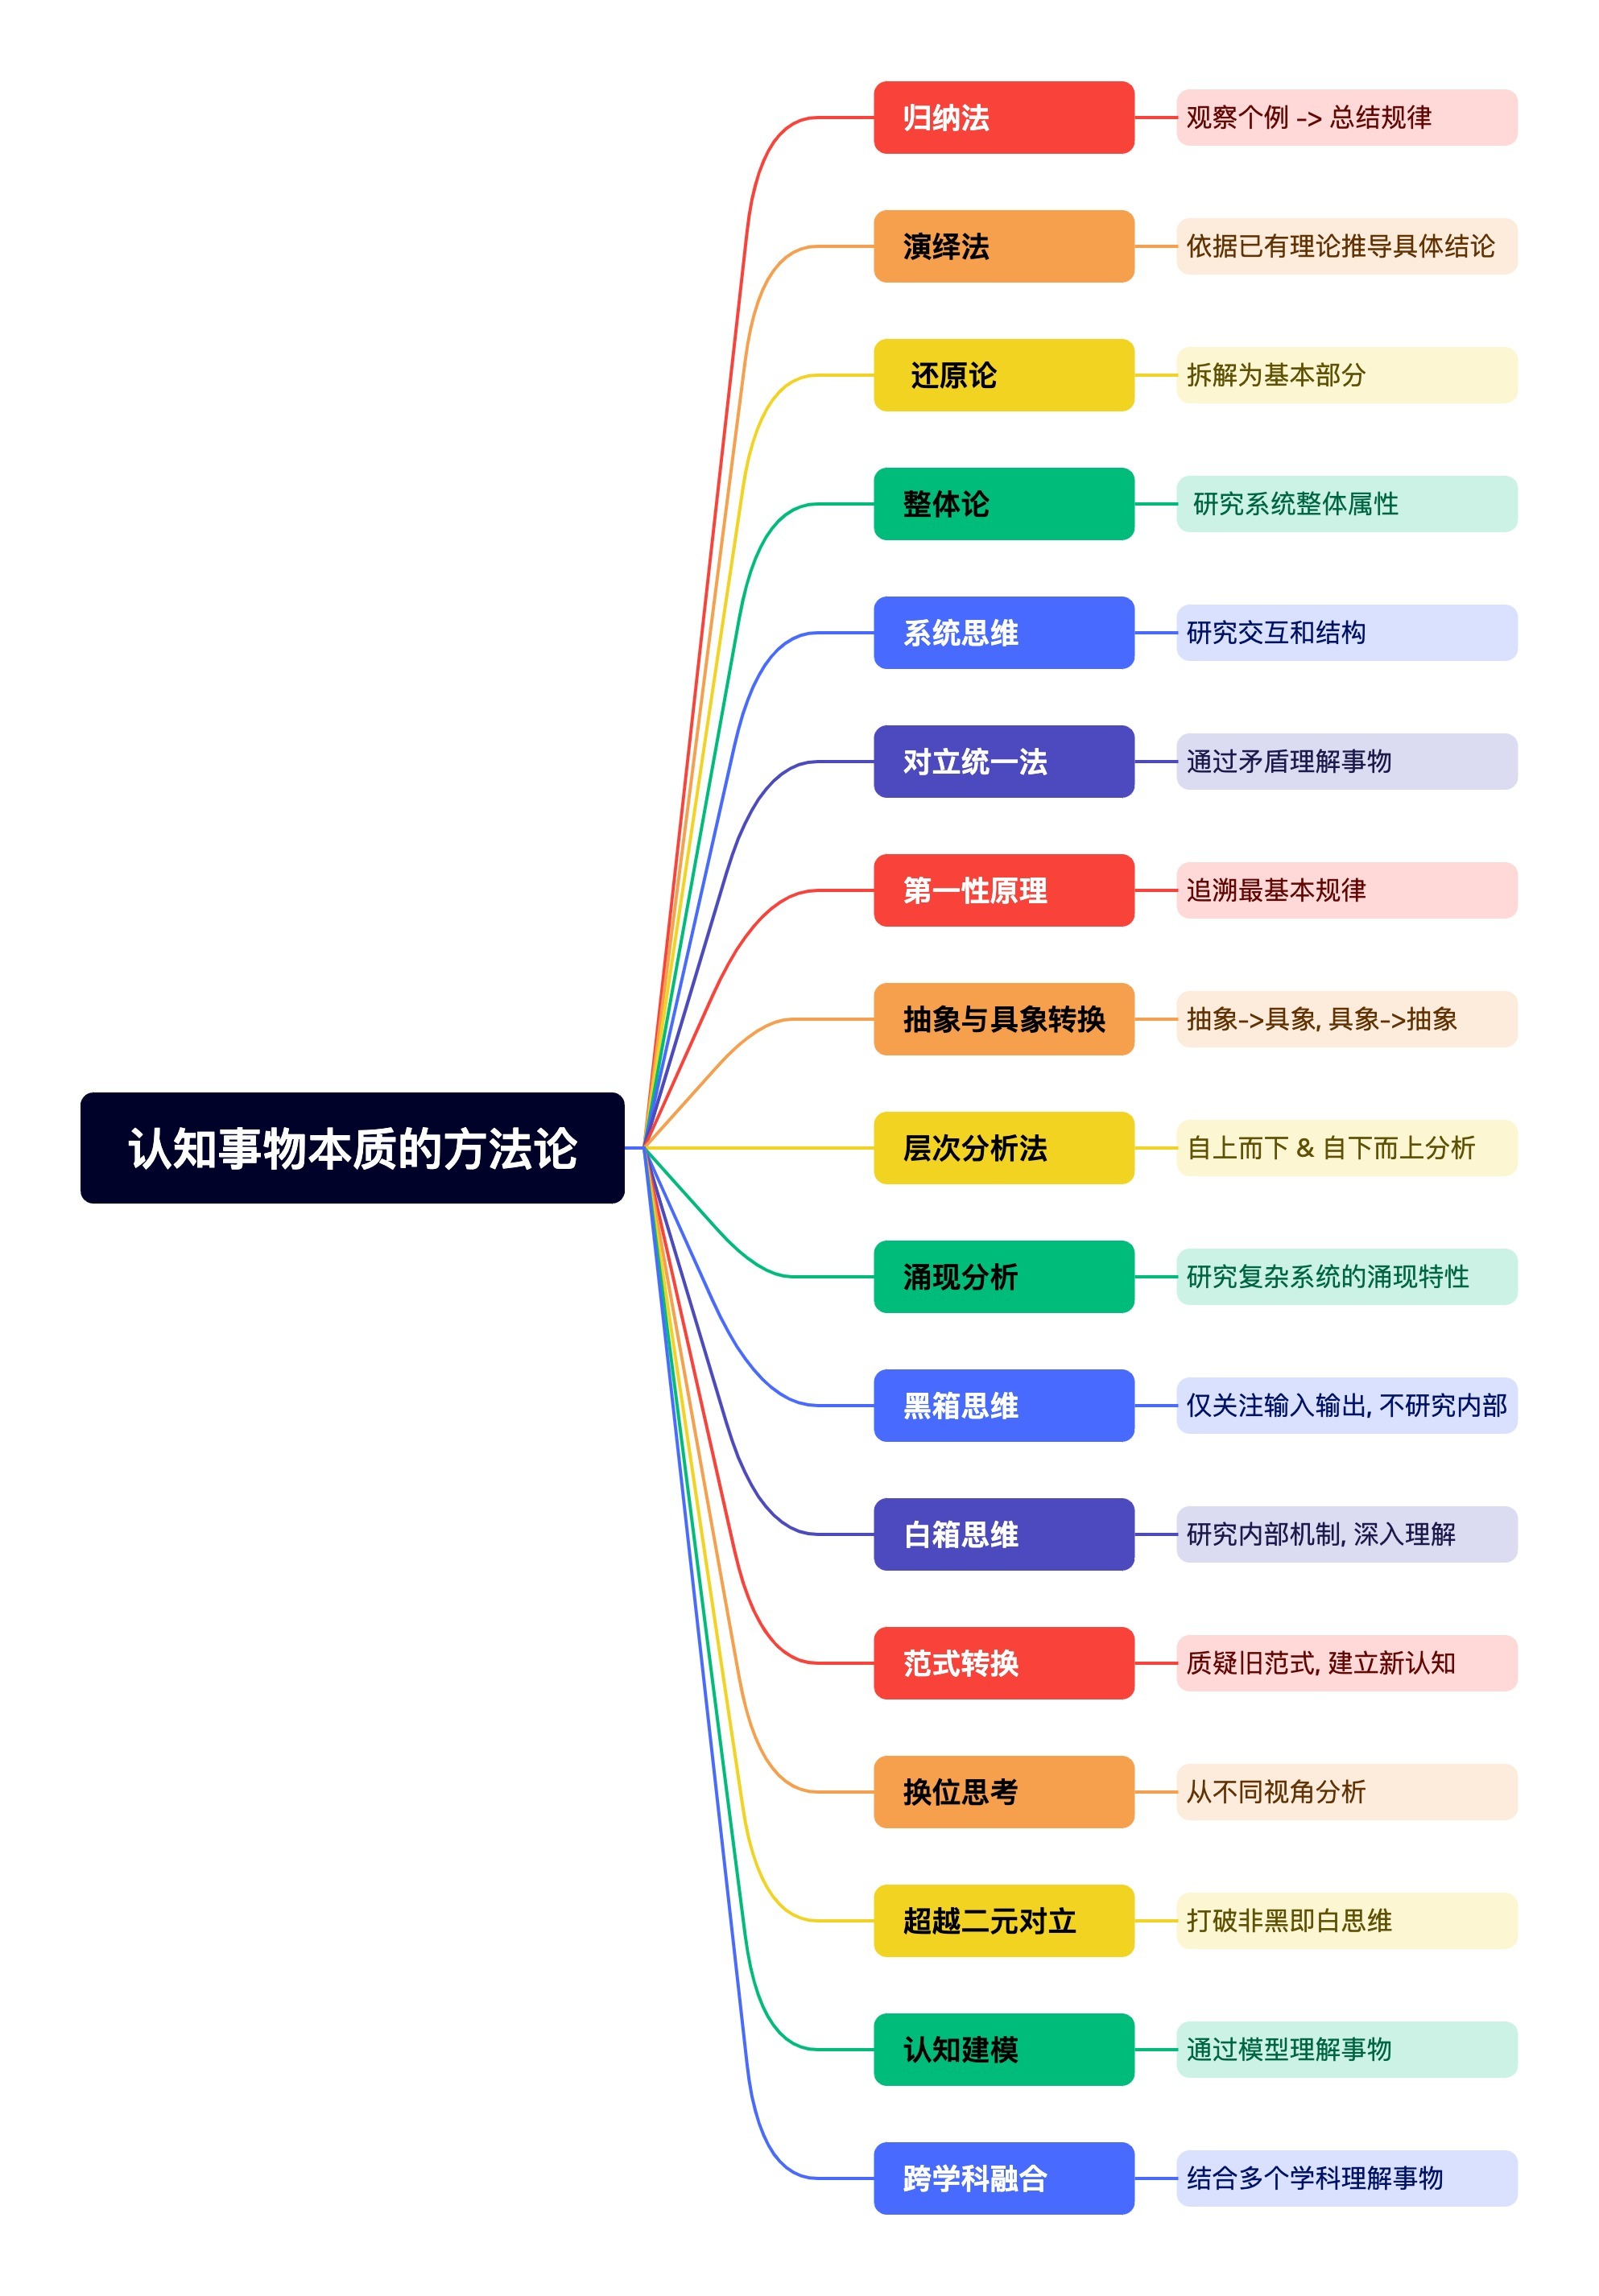 归纳法
观察个例 -> 总结规律
演绎法
依据已有理论推导具体结论
还原论
拆解为基本部分
整体论
研究系统整体属性
系统思维
研究交互和结构
对立统一法
通过矛盾理解事物
第一性原理
追溯最基本规律
抽象与具象转换
抽象->具象, 具象->抽象
认知事物本质的方法论
层次分析法
自上而下 & 自下而上分析
涌现分析
研究复杂系统的涌现特性
黑箱思维
仅关注输入输出, 不研究内部
白箱思维
研究内部机制, 深入理解
范式转换
质疑旧范式, 建立新认知
换位思考
从不同视角分析
超越二元对立
打破非黑即白思维
认知建模
通过模型理解事物
跨学科融合
结合多个学科理解事物